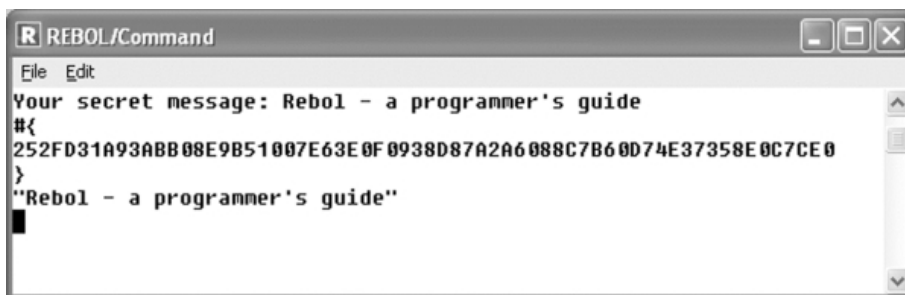 R REBOL/Command
File Edit
Your secret message: Rebol - a programmer's guide
#{
252FD31A93ABB08E9B51007E63E0F0938D87A2A6088C7B60D74E37358E0C7CE0
}
"Rebol - a programmer's guide"